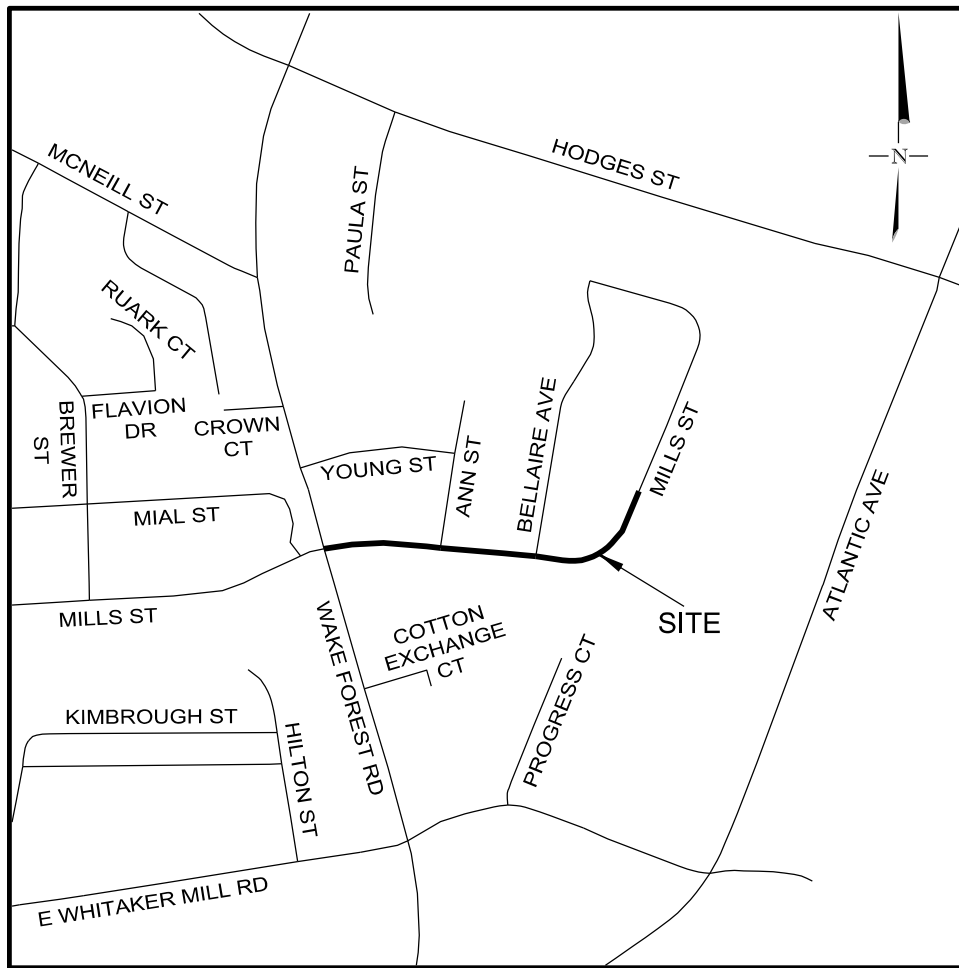 HODGES ST
N
MCNEILL ST
PAULA ST
RUARK CT
FLAVION
DR
CROWN
CT
BREWER
ST
YOUNG ST
ANN ST
BELLAIRE AVE
MILLS ST
ATLANTIC AVE
MIAL ST
MILLS ST
SITE
WAKE FOREST RD
COTTON
EXCHANGE
CT
PROGRESS CT
KIMBROUGH ST
HILTON ST
E WHITAKER MILL RD